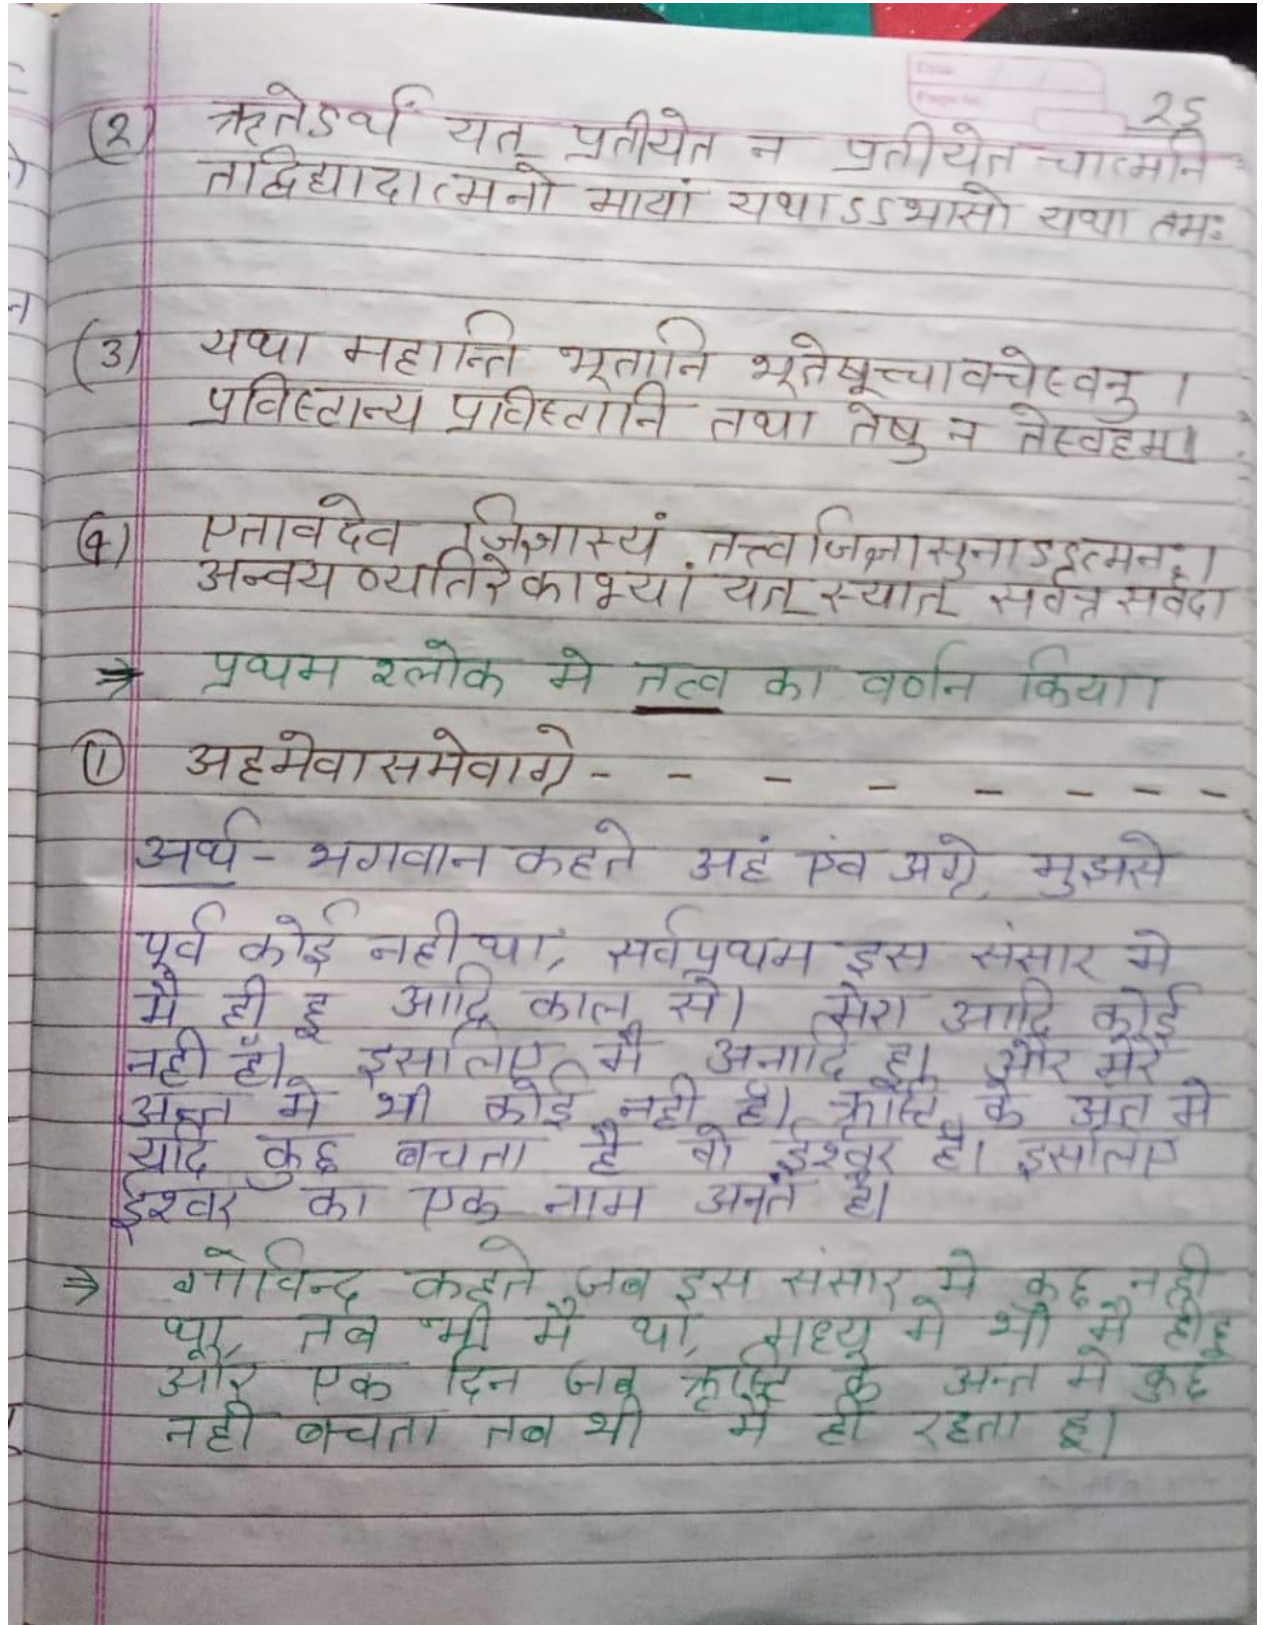 Date / /
Page No.
25
(२) ऋतेऽर्थं यत् प्रतीयेत न प्रतीयेत चात्मनि
तद्विद्यादात्मनो मायां यथाऽऽभासो यथा तमः
(3) यथा महान्ति भूतानि भूतेषूच्चावचेस्वनु ।
प्रविस्टान्य प्रविस्टानि तथा तेषु न तेस्वहम।
(4) एतावदेव जिज्ञास्यं तत्त्वजिज्ञासुनाऽऽत्मनः।
अन्वय व्यतिरेकाभ्यां यत् स्यात् सर्वत्र सर्वदा
⇒ प्रथम श्लोक मे तत्व का वर्णन किया।
① अहमेवासमेवाग्रे - - - - - - - - -
अर्थ - भगवान कहते अहं एंव अग्रे, मुझसे
पूर्व कोई नही था, सर्वप्रथम इस संसार मे
मै ही हू आदि काल से। मेरा आदि कोई
नही हैं। इसलिए मै अनादि हू। और मेरे
अन्त मे भी कोई नही है। के अंत मे
यदि कुछ बचता है वो ईश्वर है। इसलिए
ईश्वर का एक नाम अनंत है।
⇒ गोविन्द कहते जब इस संसार मे कुछ नही
था, तब भी मै था, मध्य मे भी मै ही हू
और एक दिन जब के अन्त मे कुछ
नही बचता तब भी मै ही रहता हू।